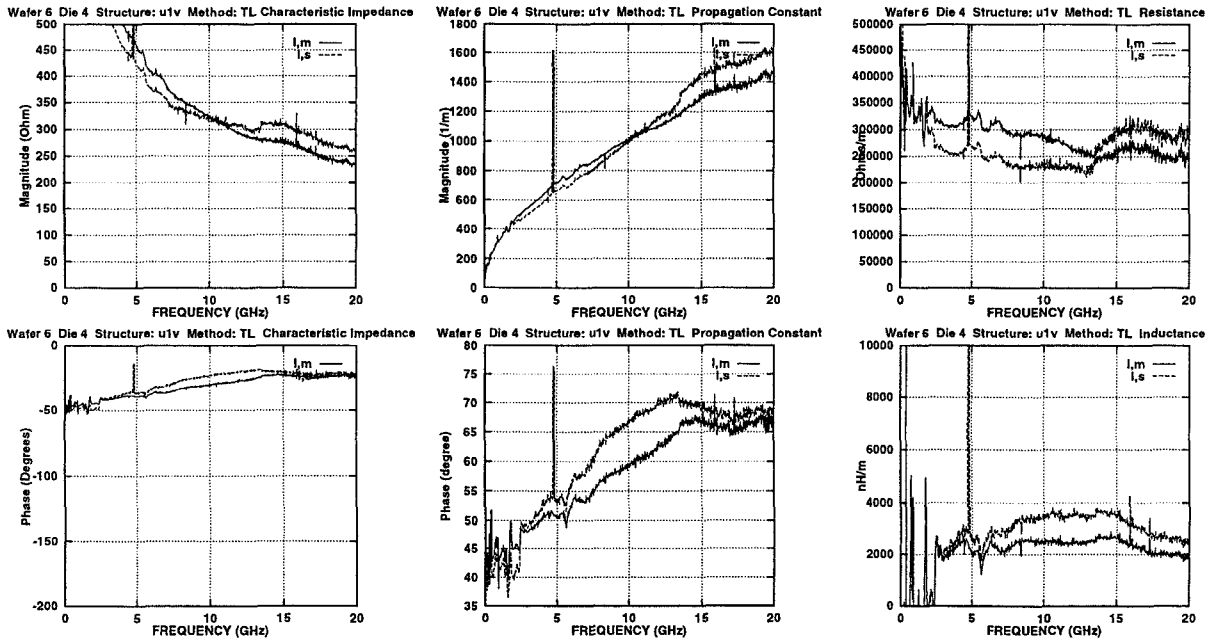 Wafer 6 Die 4 Structure: u1v Method: TL Characteristic Impedance
500
450
400
350
300
250
200
150
100
50
0
Magnitude (Ohm)
l,m
i,s
0 5 10 15 20
FREQUENCY (GHz)
Wafer 6 Die 4 Structure: u1v Method: TL Propagation Constant
1800
1600
1400
1200
1000
800
600
400
200
0
Magnitude (1/m)
l,m
i,s
0 5 10 15 20
FREQUENCY (GHz)
Wafer 6 Die 4 Structure: u1v Method: TL Resistance
500000
450000
400000
350000
300000
250000
200000
150000
100000
50000
0
Ohms/m
l,m
i,s
0 5 10 15 20
FREQUENCY (GHz)
Wafer 6 Die 4 Structure: u1v Method: TL Characteristic Impedance
0
-50
-100
-150
-200
Phase (Degrees)
l,m
i,s
0 5 10 15 20
FREQUENCY (GHz)
Wafer 6 Die 4 Structure: u1v Method: TL Propagation Constant
80
75
70
65
60
55
50
45
40
35
Phase (degree)
l,m
i,s
0 5 10 15 20
FREQUENCY (GHz)
Wafer 6 Die 4 Structure: u1v Method: TL Inductance
10000
8000
6000
4000
2000
0
nH/m
l,m
i,s
0 5 10 15 20
FREQUENCY (GHz)